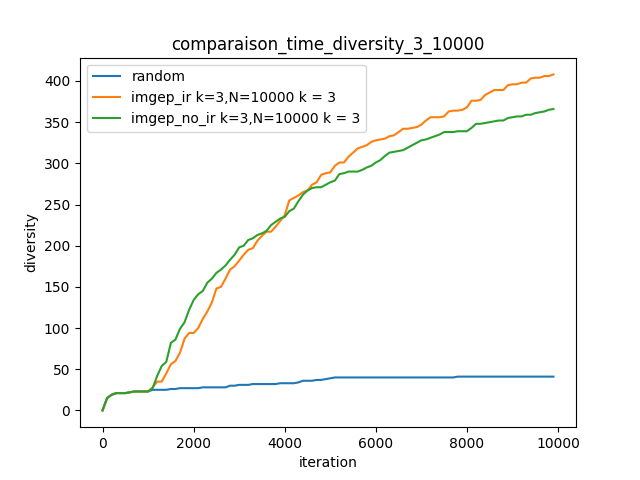 comparaison_time_diversity_3_10000
random
imgep_ir k=3,N=10000 k = 3
imgep_no_ir k=3,N=10000 k = 3
400
350
300
250
200
150
100
50
0
diversity
0 2000 4000 6000 8000 10000
iteration